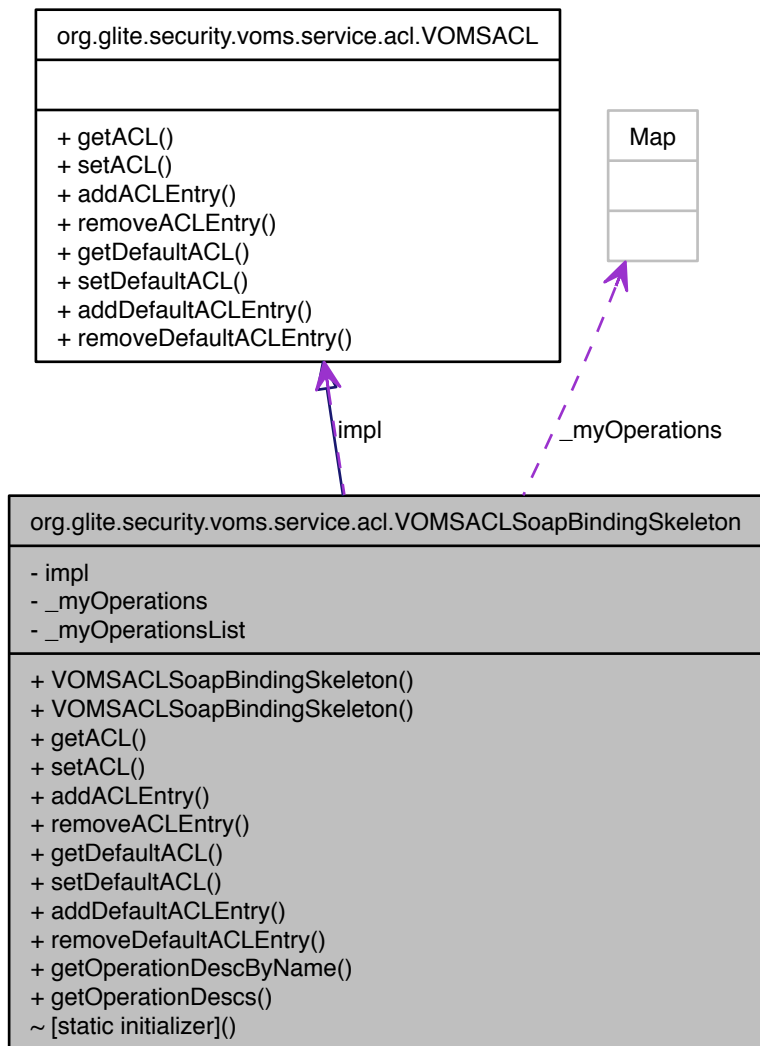 org.glite.security.voms.service.acl.VOMSACL
+ getACL()
+ setACL()
+ addACLEntry()
+ removeACLEntry()
+ getDefaultACL()
+ setDefaultACL()
+ addDefaultACLEntry()
+ removeDefaultACLEntry()
Map
impl
_myOperations
org.glite.security.voms.service.acl.VOMSACLSoapBindingSkeleton
- impl
- _myOperations
- _myOperationsList
+ VOMSACLSoapBindingSkeleton()
+ VOMSACLSoapBindingSkeleton()
+ getACL()
+ setACL()
+ addACLEntry()
+ removeACLEntry()
+ getDefaultACL()
+ setDefaultACL()
+ addDefaultACLEntry()
+ removeDefaultACLEntry()
+ getOperationDescByName()
+ getOperationDescs()
~ [static initializer]()